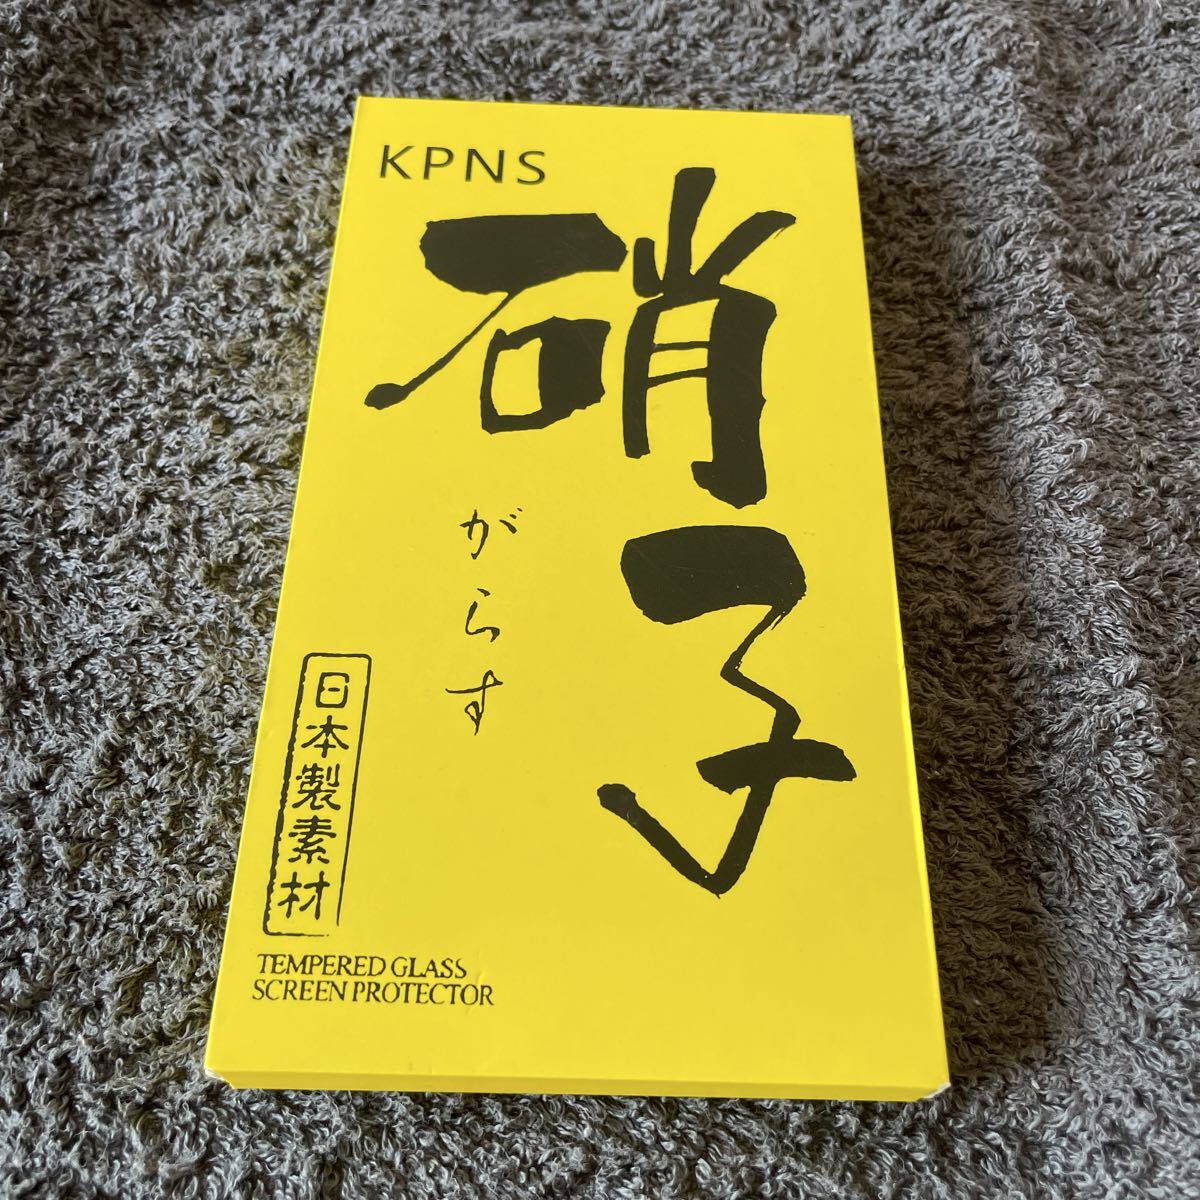 KPNS
硝子
がらす
日本製素材
TEMPERED GLASS
SCREEN PROTECTOR